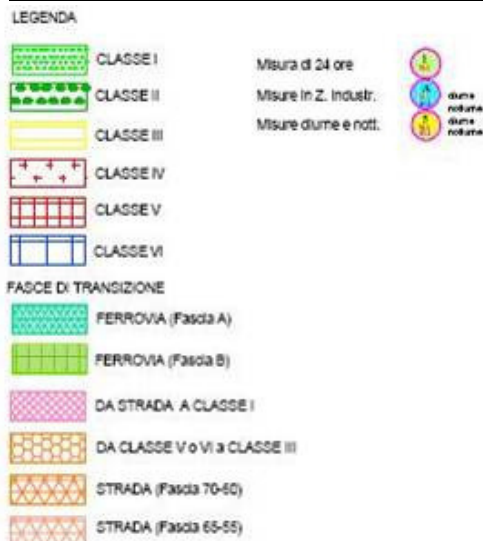 LEGENDA
CLASSE I
CLASSE II
CLASSE III
CLASSE IV
CLASSE V
CLASSE VI
Misura di 24 ore
Misure in Z. Industr.
diurne
notturne
Misure diurne e nott.
diurne
notturne
FASCE DI TRANSIZIONE
FERROVIA (Fascia A)
FERROVIA (Fascia B)
DA STRADA A CLASSE I
DA CLASSE V o VI a CLASSE III
STRADA (Fascia 70-60)
STRADA (Fascia 65-55)